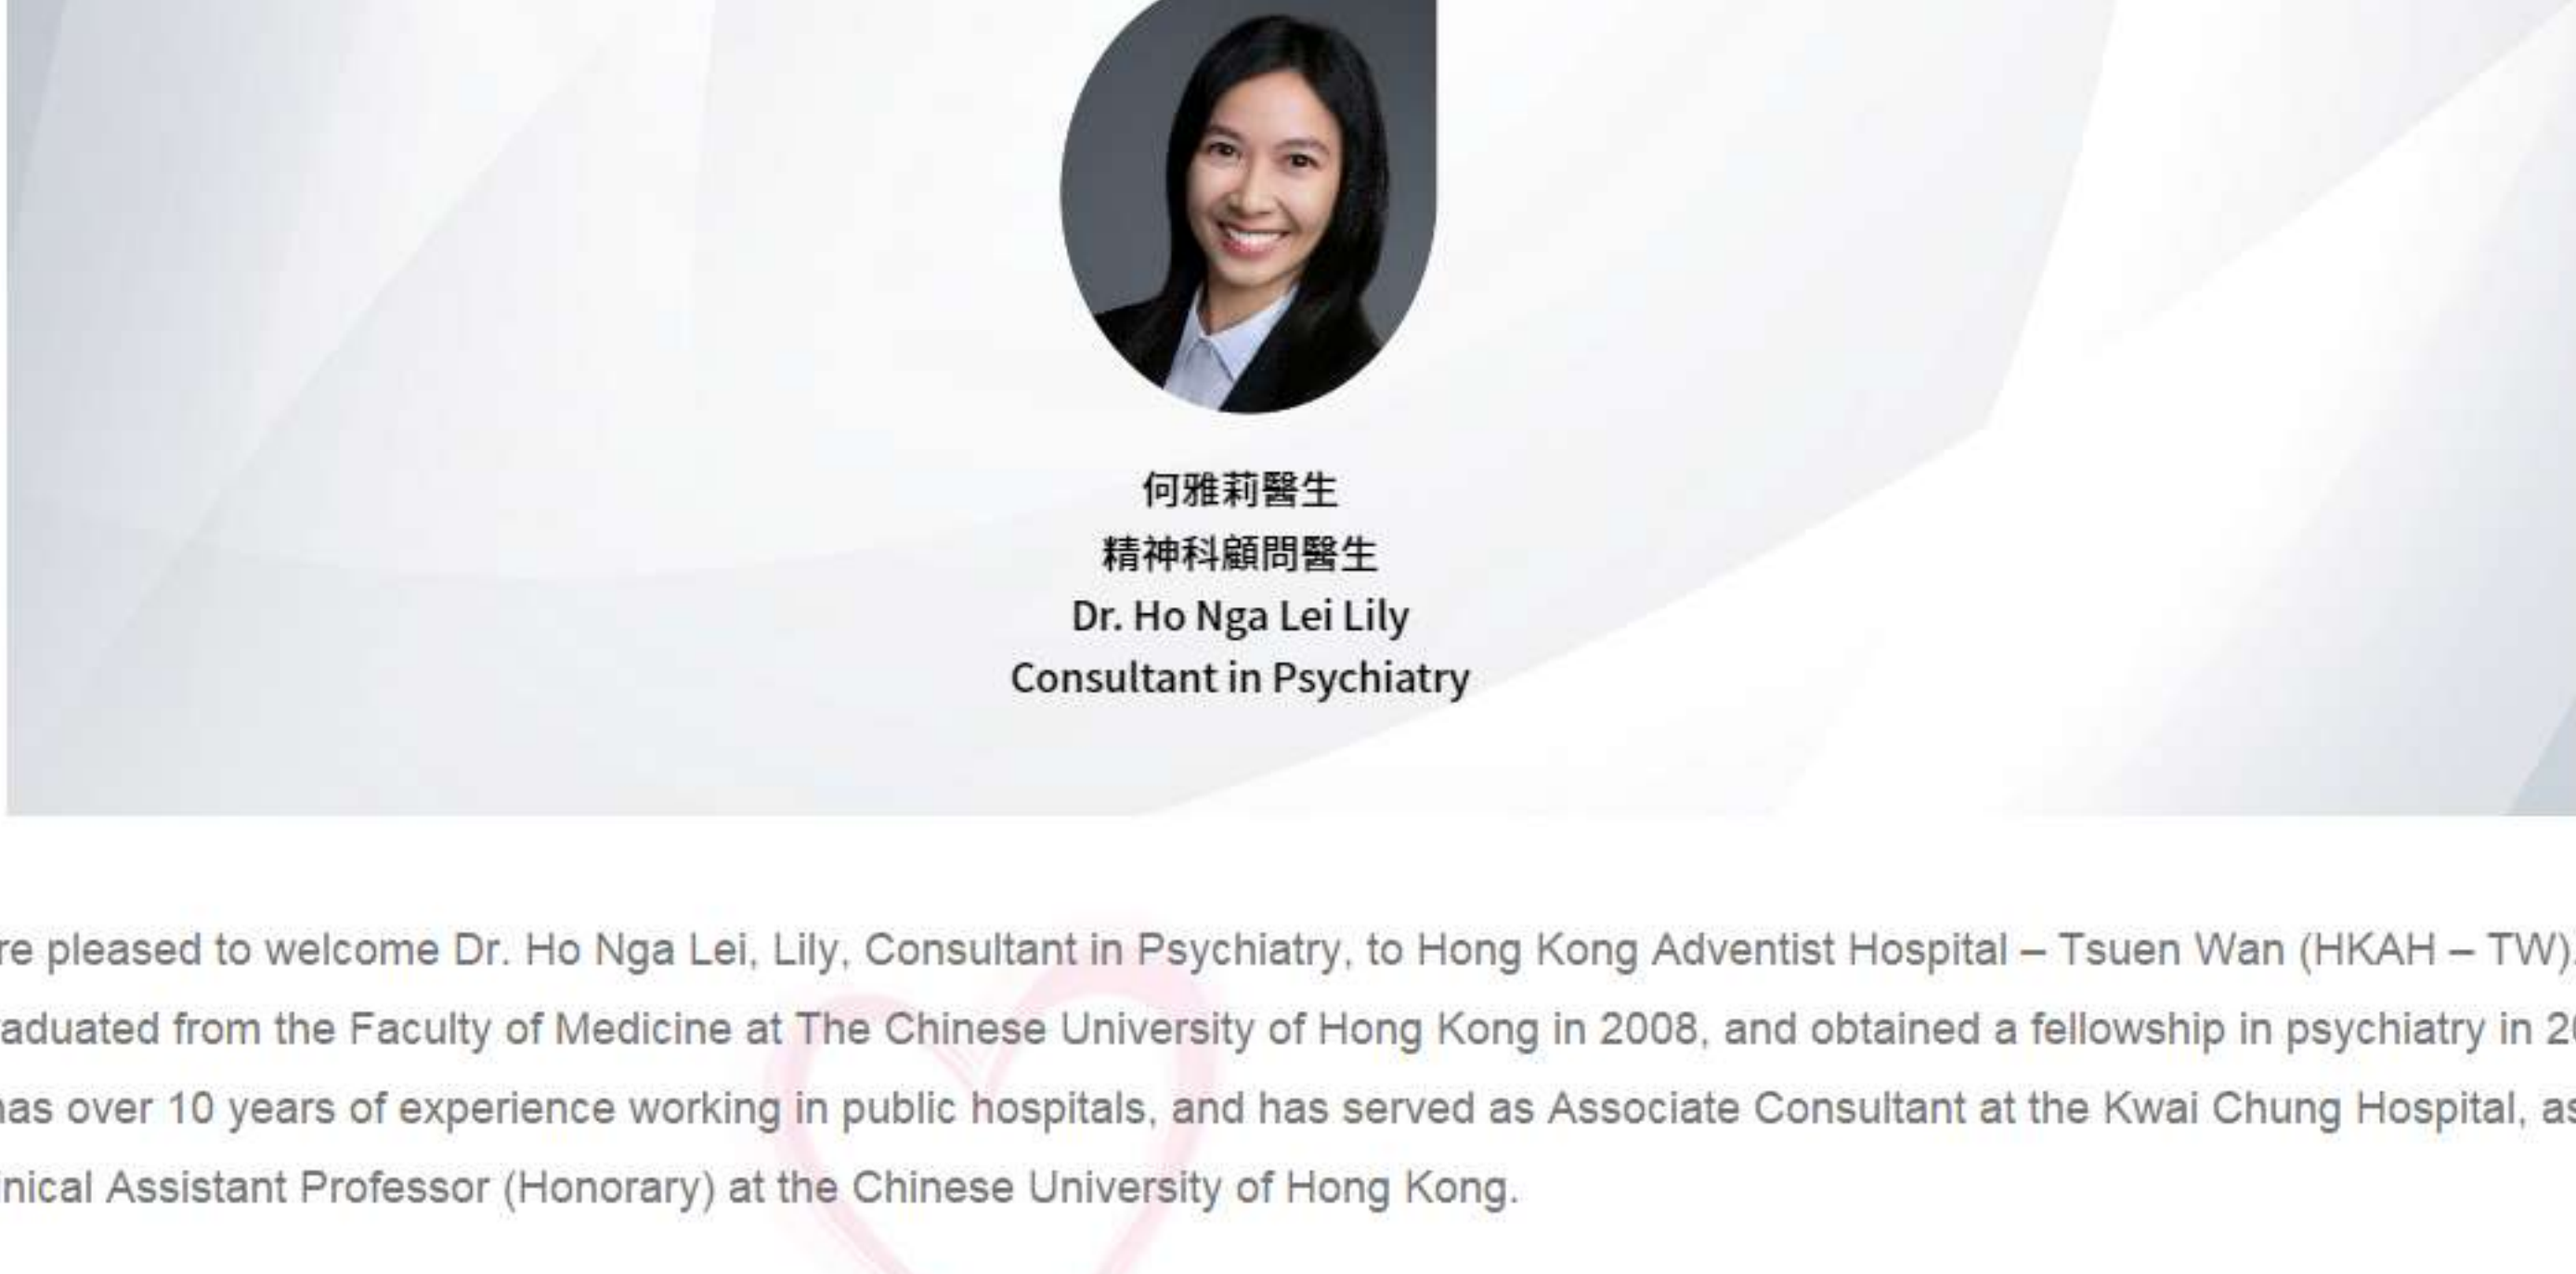 何雅莉醫生
精神科顧問醫生
Dr. Ho Nga Lei Lily
Consultant in Psychiatry
pleased to welcome Dr. Ho Nga Lei, Lily, Consultant in Psychiatry, to Hong Kong Adventist Hospital – Tsuen Wan (HKAH – TW).
from the Faculty of Medicine at The Chinese University of Hong Kong in 2008, and obtained a fellowship in psychiatry in
over 10 years of experience working in public hospitals, and has served as Associate Consultant at the Kwai Chung Hospital, as
Assistant Professor (Honorary) at the Chinese University of Hong Kong.